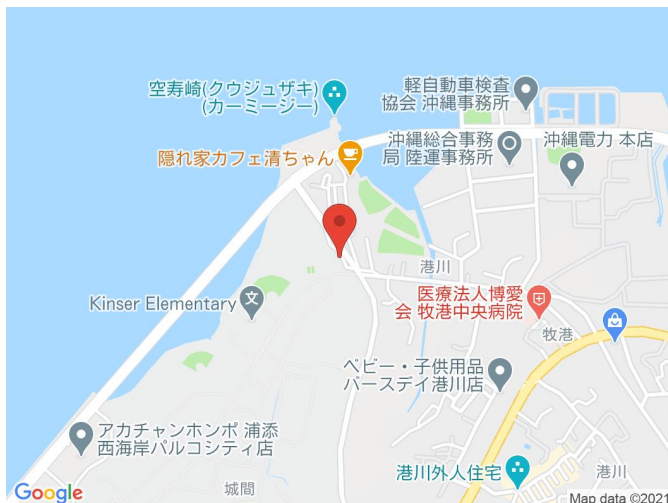 空寿崎(クウジュザキ)
(カーミージー)
軽自動車検査
協会 沖縄事務所
隠れ家カフェ清ちゃん
沖縄総合事務
局 陸運事務所
沖縄電力 本店
港川
Kinser Elementary
医療法人博愛
会 牧港中央病院
牧港
ベビー・子供用品
バースデイ港川店
アカチャンホンポ 浦添
西海岸パルコシティ店
城間
港川外人住宅
港川
Google
Map data ©2021